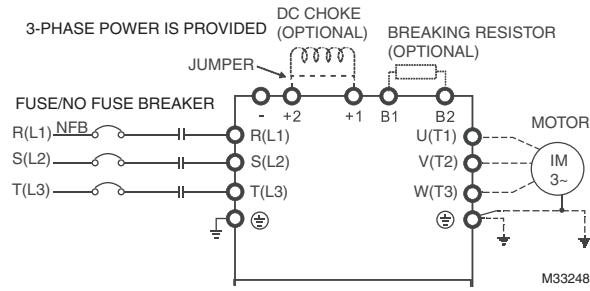 3-PHASE POWER IS PROVIDED
DC CHOKE
(OPTIONAL)
BREAKING RESISTOR
(OPTIONAL)
JUMPER
FUSE/NO FUSE BREAKER
- +2 +1 B1 B2
R(L1) NFB R(L1) U(T1) MOTOR
S(L2) S(L2) V(T2) IM
T(L3) T(L3) W(T3) 3~
M33248